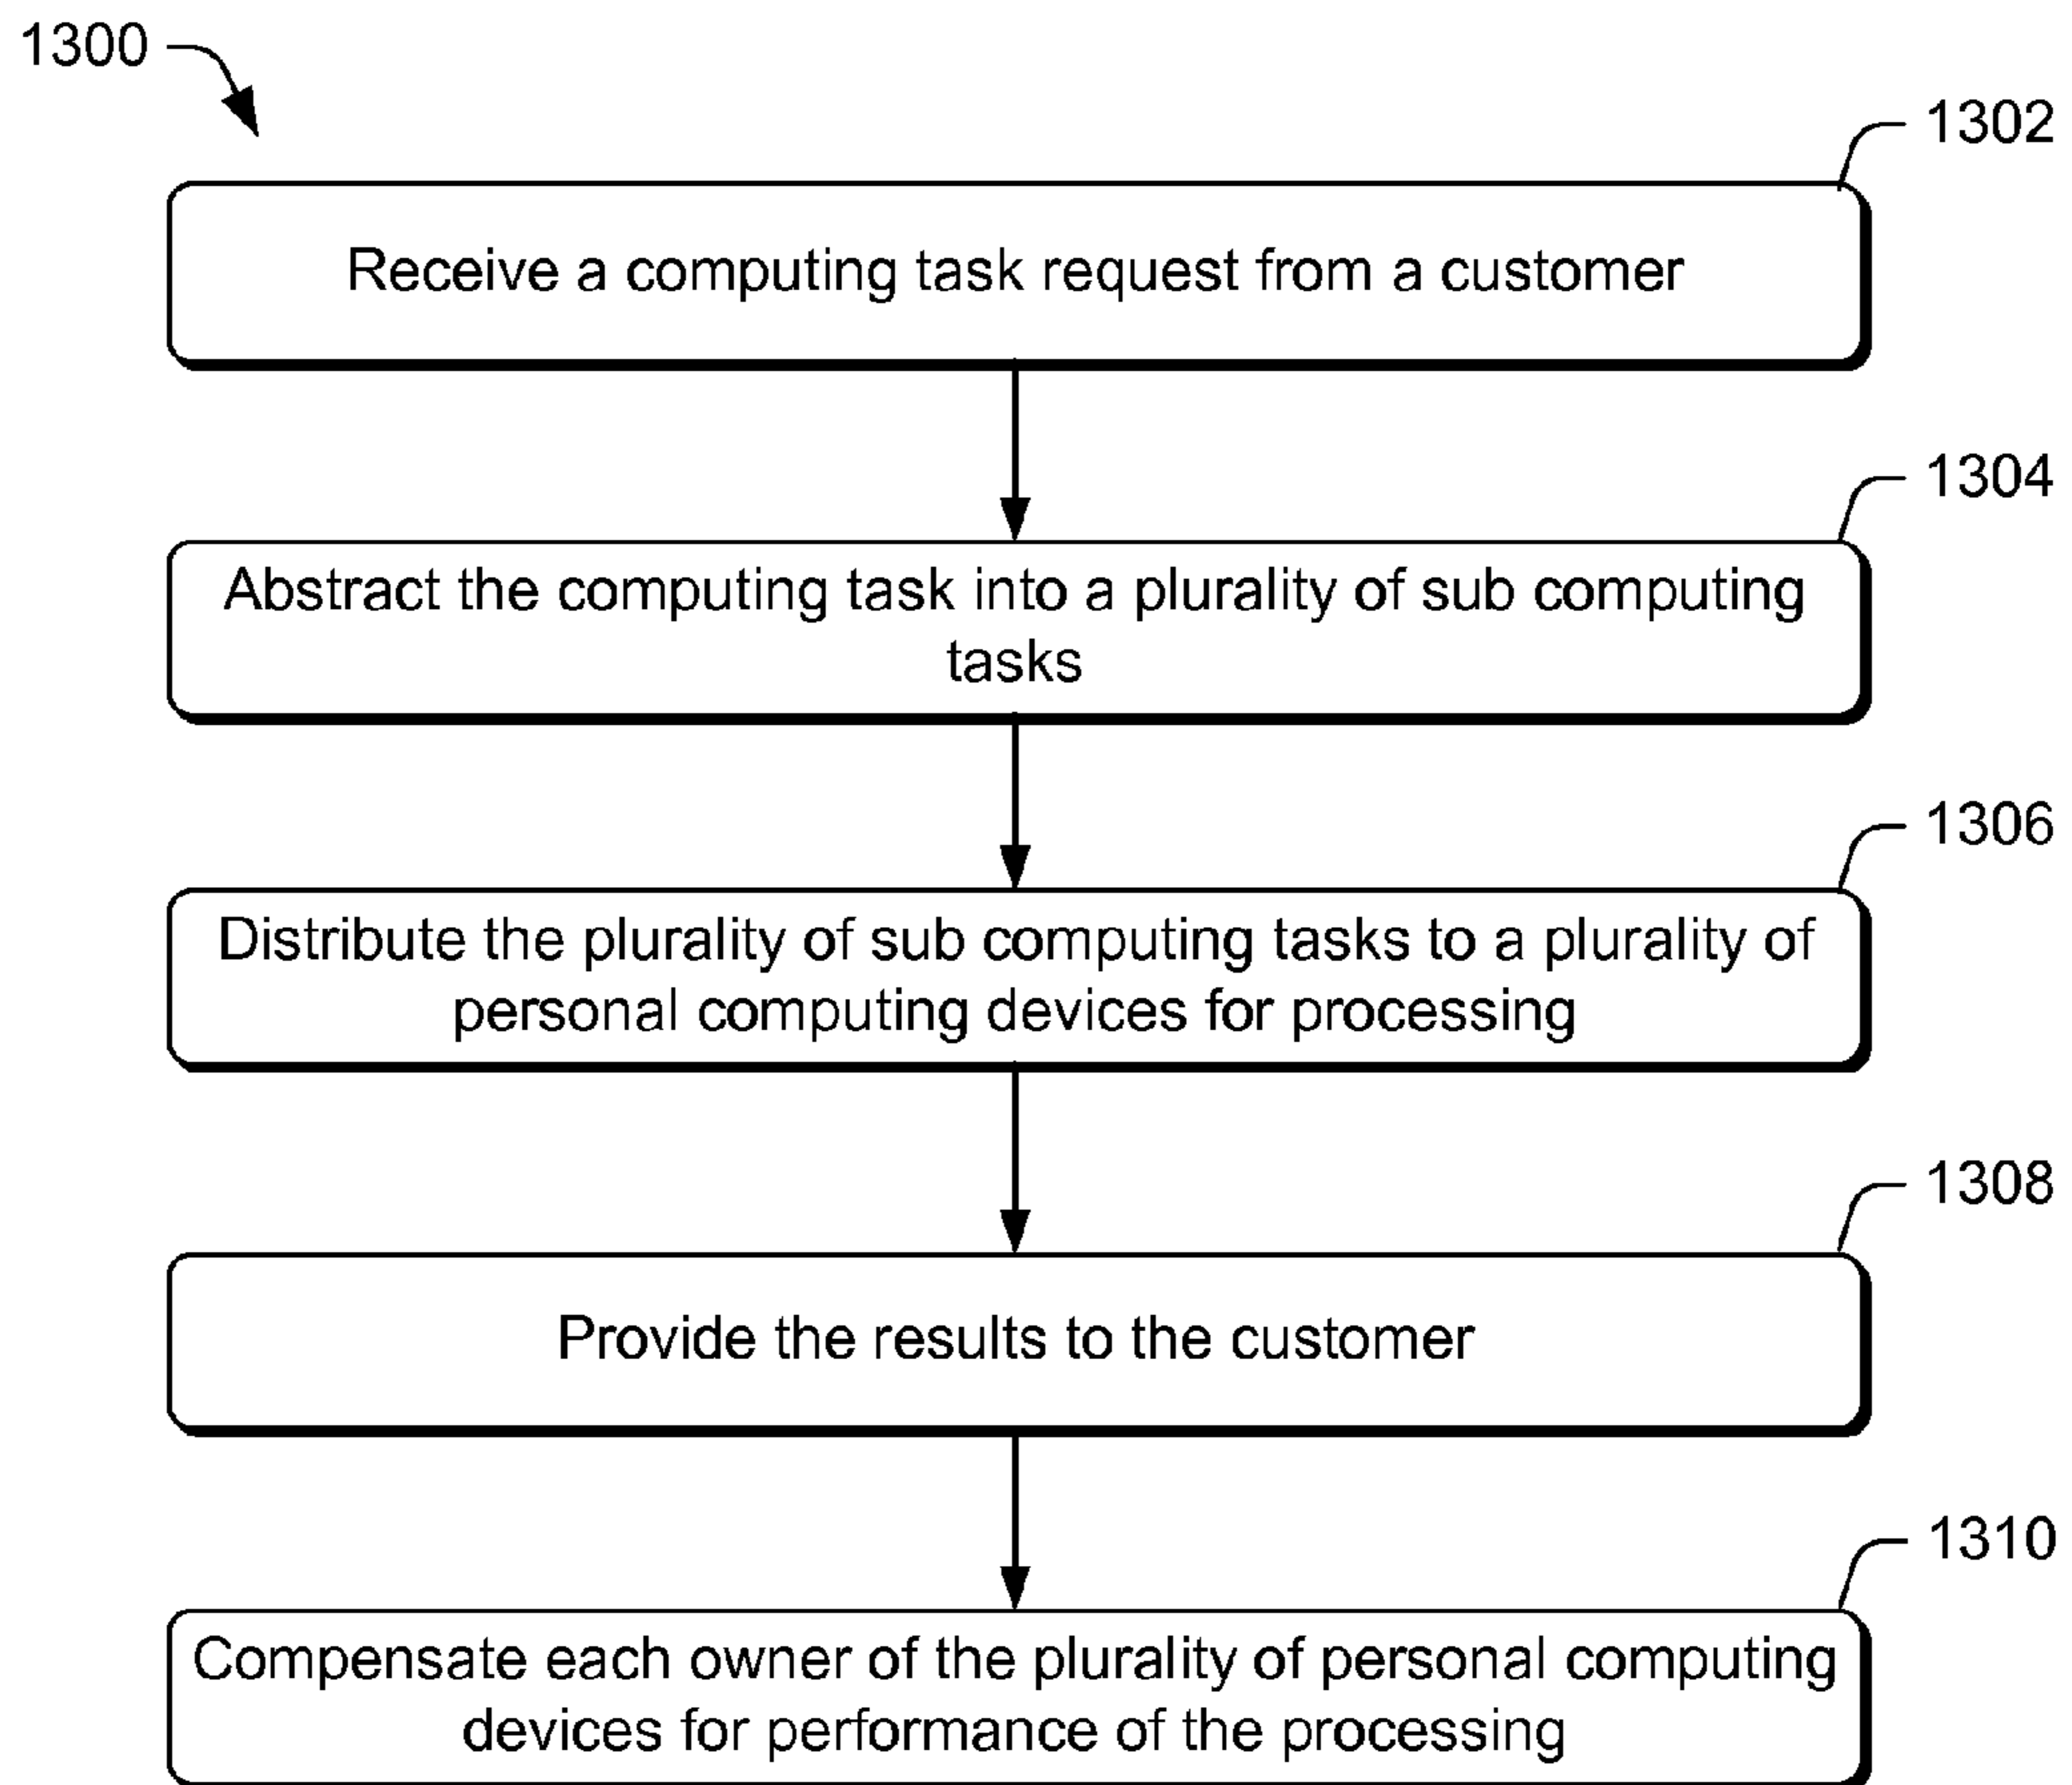 1300
1302
Receive a computing task request from a customer
1304
Abstract the computing task into a plurality of sub computing
tasks
1306
Distribute the plurality of sub computing tasks to a plurality of
personal computing devices for processing
1308
Provide the results to the customer
1310
Compensate each owner of the plurality of personal computing
devices for performance of the processing